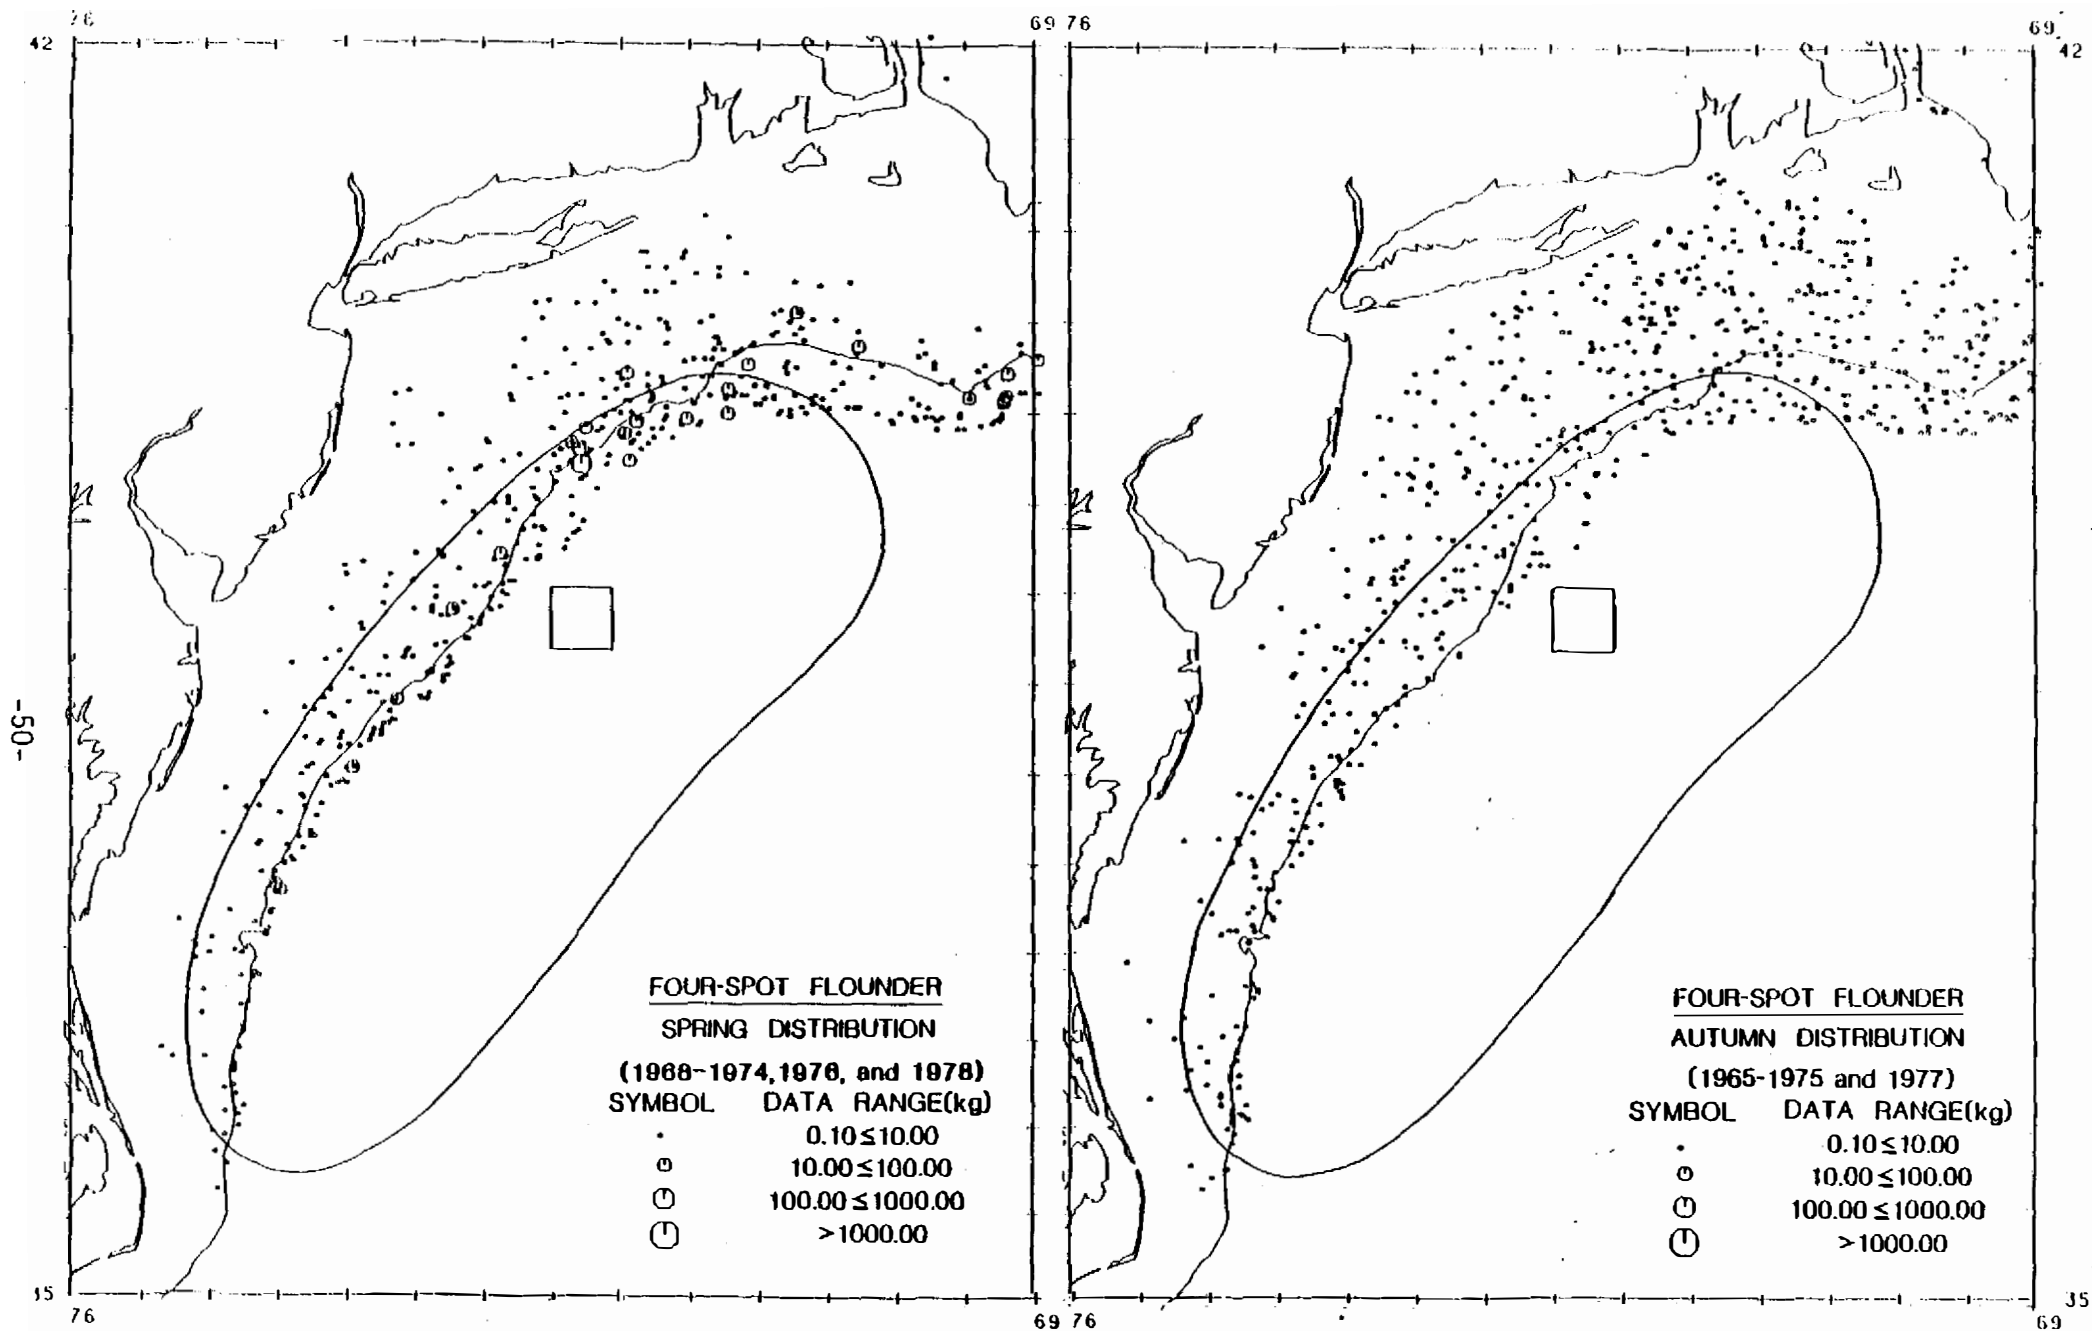 76
69 76
69
42
42
-50-
FOUR-SPOT FLOUNDER
SPRING DISTRIBUTION
(1968-1974, 1976, and 1978)
SYMBOL DATA RANGE(kg)
0.10≤10.00
10.00≤100.00
100.00≤1000.00
>1000.00
FOUR-SPOT FLOUNDER
AUTUMN DISTRIBUTION
(1965-1975 and 1977)
SYMBOL DATA RANGE(kg)
0.10≤10.00
10.00≤100.00
100.00≤1000.00
>1000.00
35
35
76
69 76
69